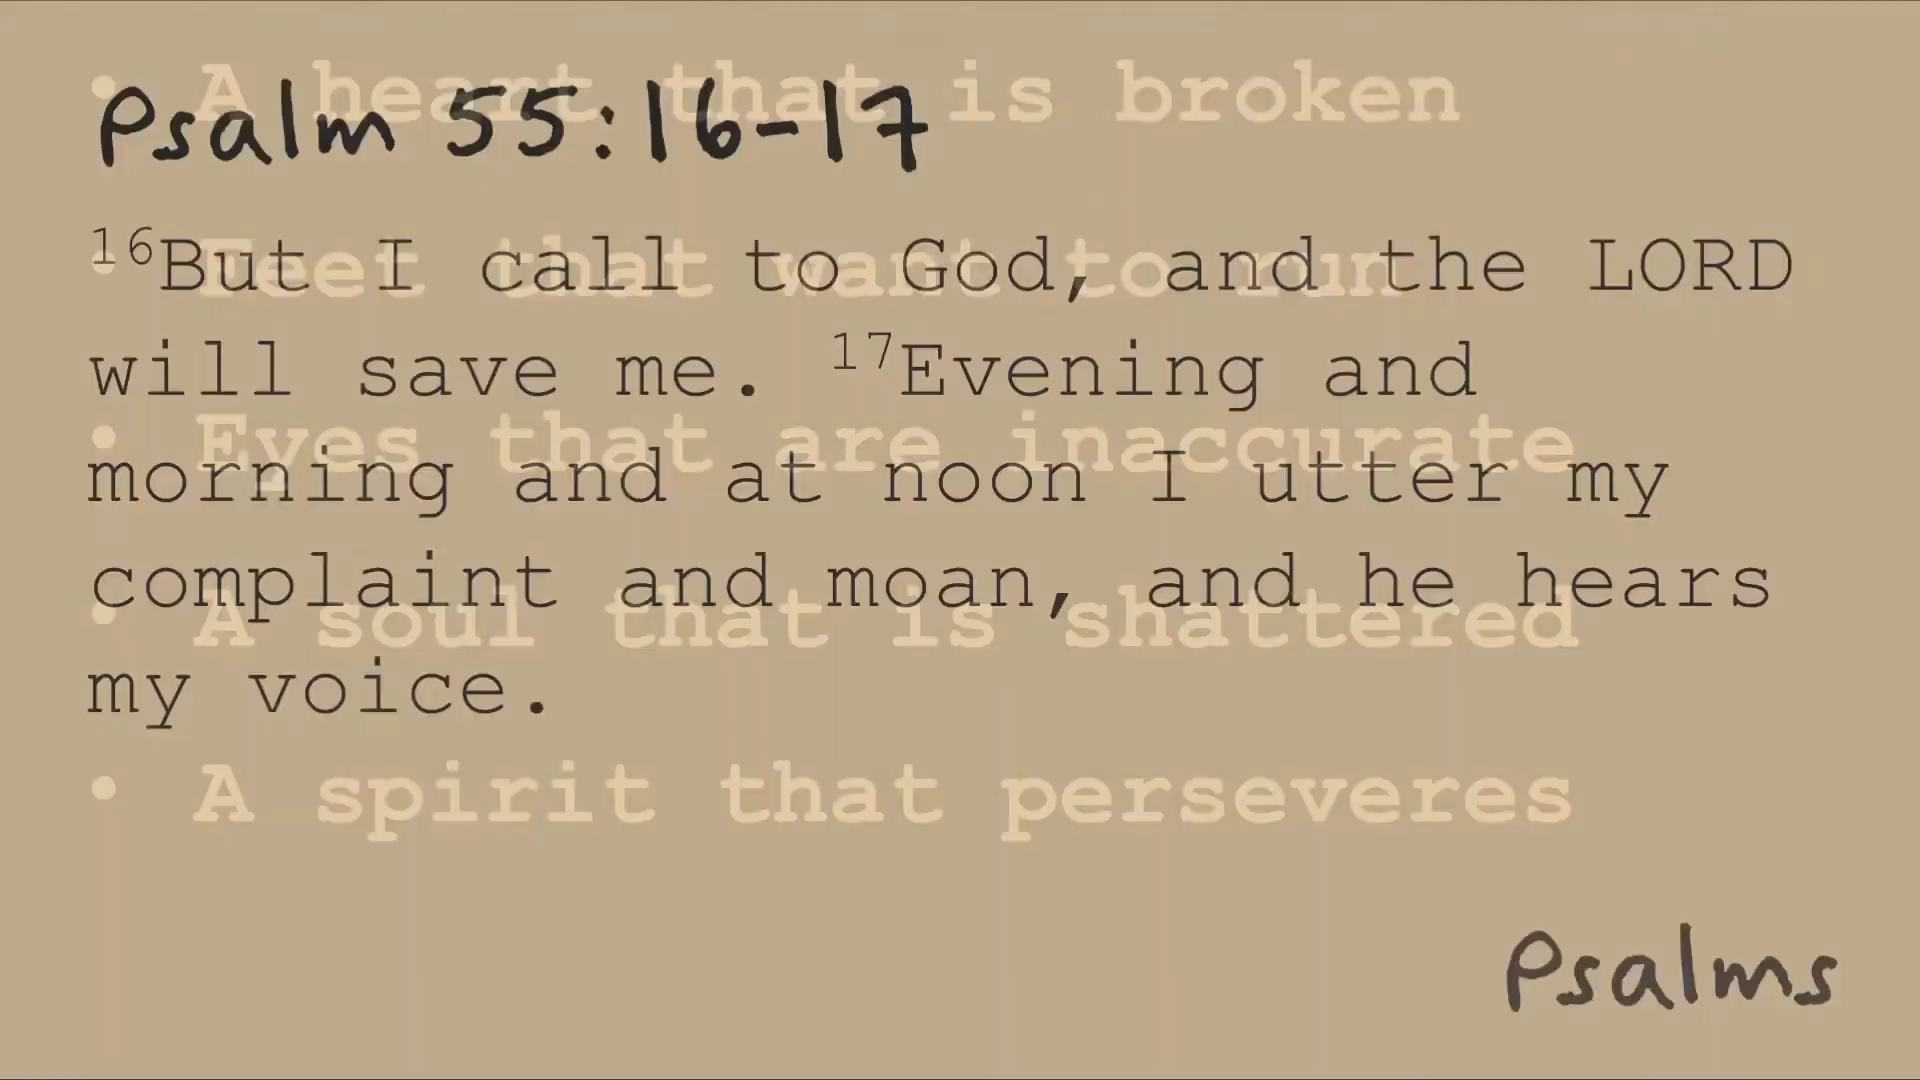 Psalm 55:16-17
16But I call to God, and the LORD
will save me. 17Evening and
morning and at noon I utter my
complaint and moan, and he hears
my voice.
• A heart that is broken
• Feet that want to run
• Eyes that are inaccurate
• A soul that is shattered
• A spirit that perseveres
Psalms